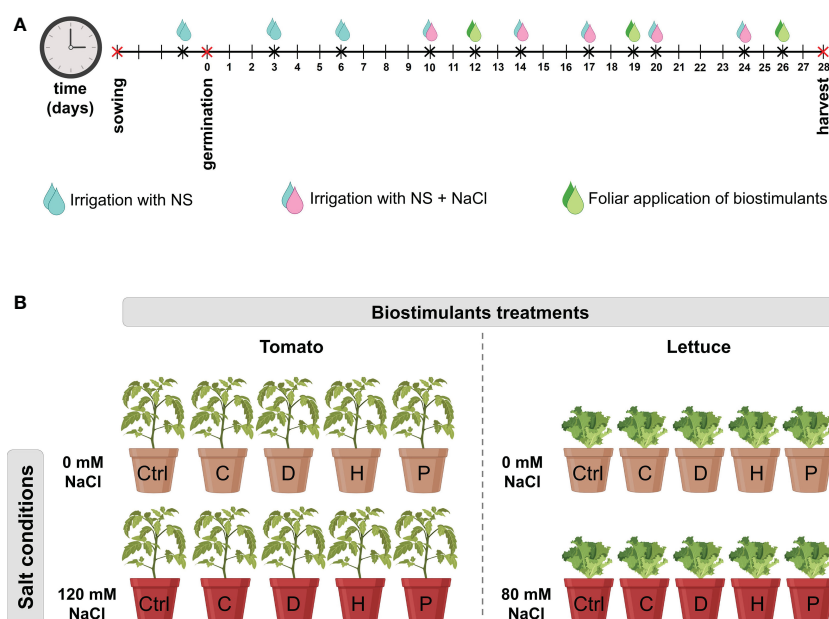 A
0 1 2 3 4 5 6 7 8 9 10 11 12 13 14 15 16 17 18 19 20 21 22 23 24 25 26 27 28
time
(days)
sowing
germination
harvest
Irrigation with NS
Irrigation with NS + NaCl
Foliar application of biostimulants
B
Biostimulants treatments
Tomato
Lettuce
Salt conditions
0 mM
NaCl
Ctrl C D H P
0 mM
NaCl
Ctrl C D H P
120 mM
NaCl
Ctrl C D H P
80 mM
NaCl
Ctrl C D H P